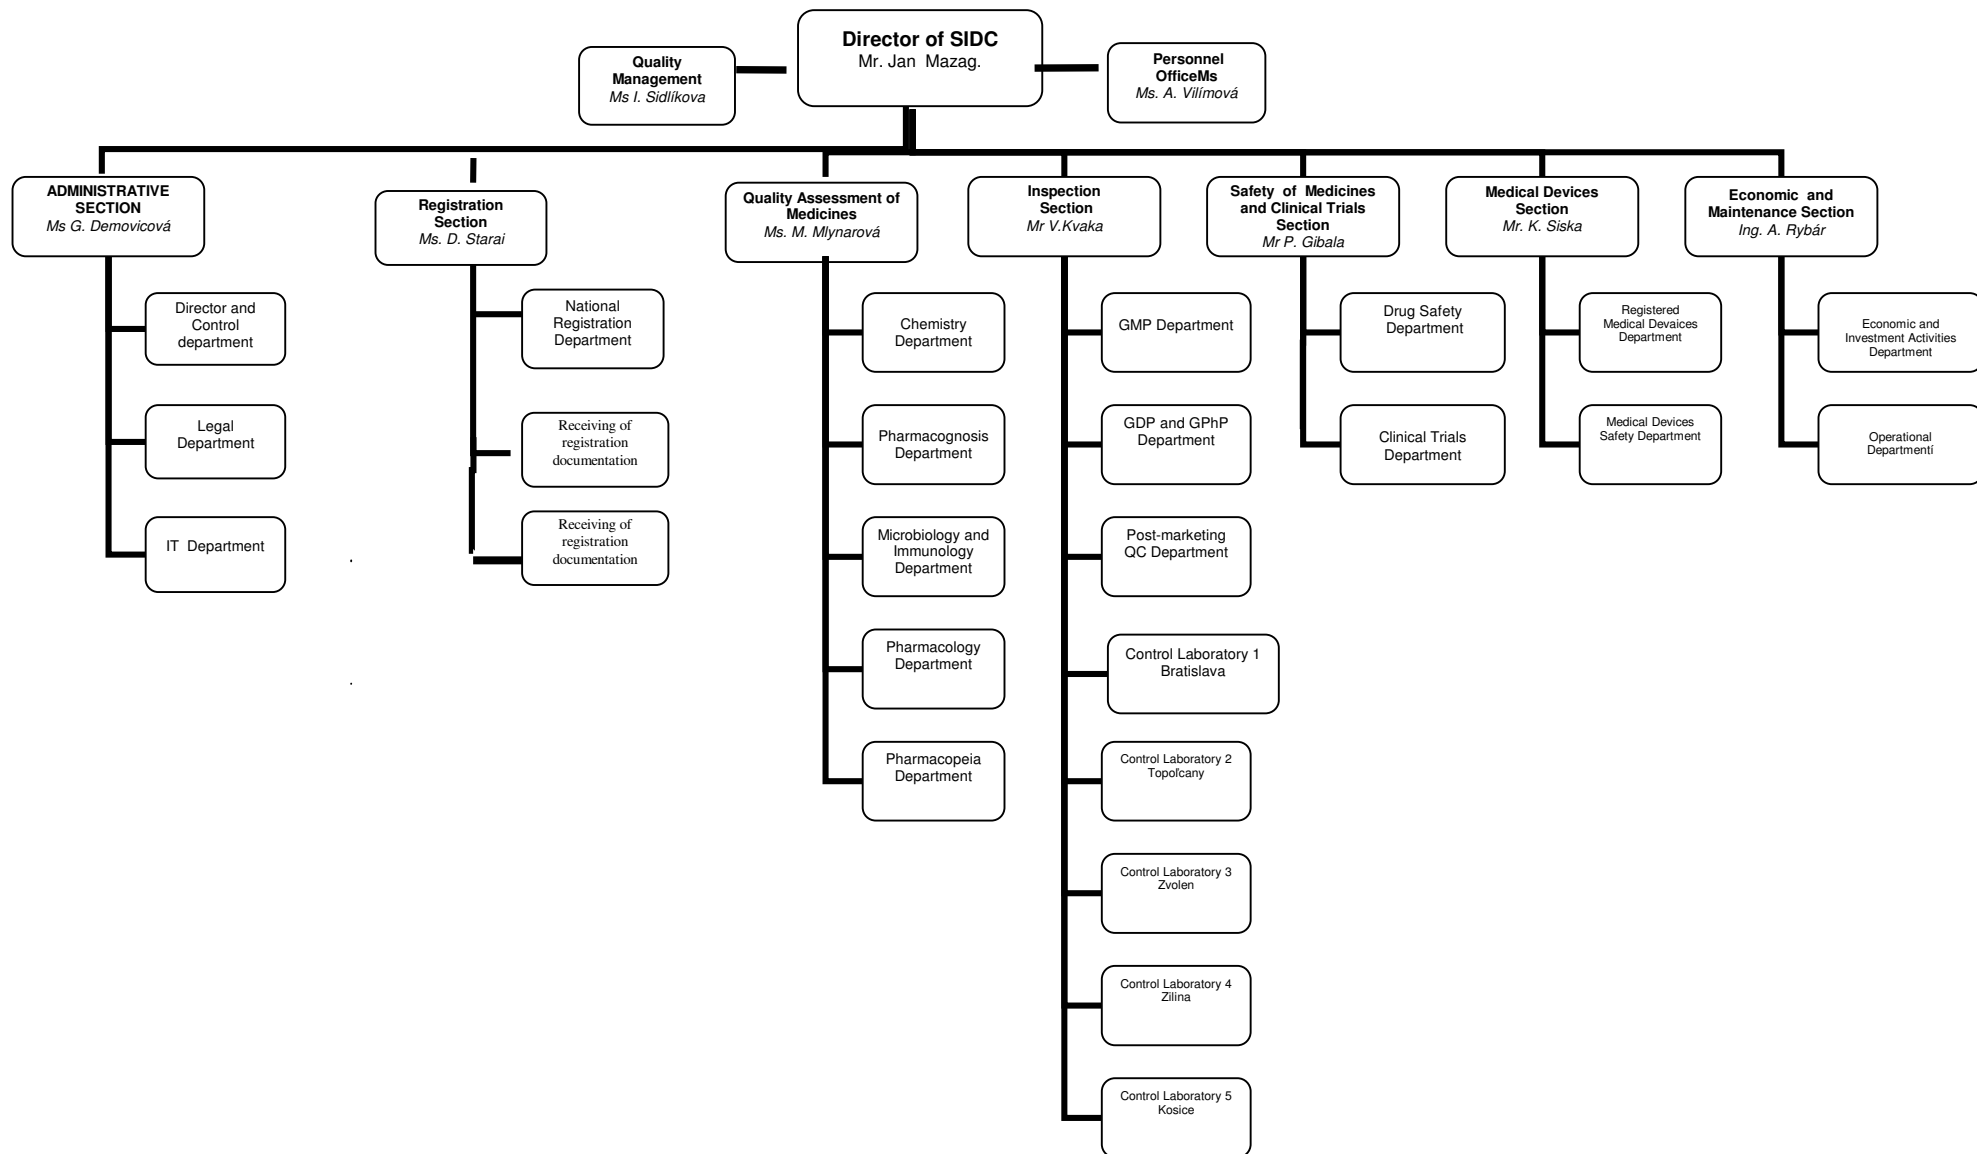 Director of SIDC
Mr. Jan Mazag.
Quality
Management
Ms I. Sidlíkova
Personnel
OfficeMs
Ms. A. Vilímová
ADMINISTRATIVE
SECTION
Ms G. Demovicová
Registration
Section
Ms. D. Starai
Quality Assessment of
Medicines
Ms. M. Mlynarová
Inspection
Section
Mr V.Kvaka
Safety of Medicines
and Clinical Trials
Section
Mr P. Gibala
Medical Devices
Section
Mr. K. Siska
Economic and
Maintenance Section
Ing. A. Rybár
Director and
Control
department
Legal
Department
IT Department
National
Registration
Department
Receiving of
registration
documentation
Receiving of
registration
documentation
Chemistry
Department
Pharmacognosis
Department
Microbiology and
Immunology
Department
Pharmacology
Department
Pharmacopeia
Department
GMP Department
GDP and GPhP
Department
Post-marketing
QC Department
Control Laboratory 1
Bratislava
Control Laboratory 2
Topoľcany
Control Laboratory 3
Zvolen
Control Laboratory 4
Zilina
Control Laboratory 5
Kosice
Drug Safety
Department
Clinical Trials
Department
Registered
Medical Devaices
Department
Medical Devices
Safety Department
Economic and
Investment Activities
Department
Operational
Departmentí